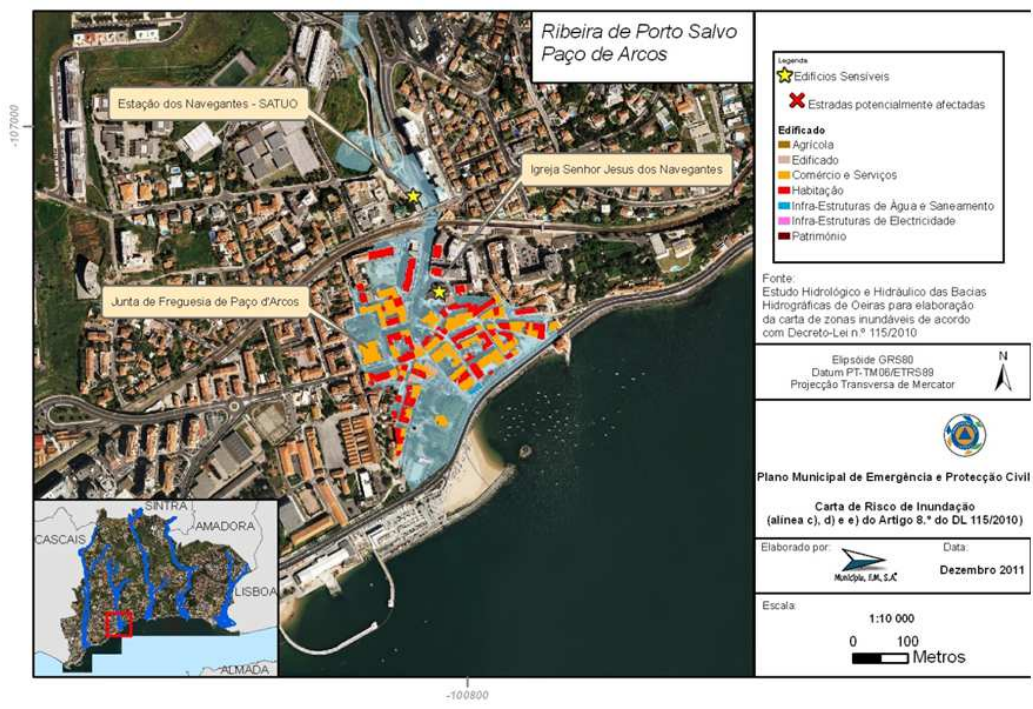 Ribeira de Porto Salvo
Paço de Arcos
Estação dos Navegantes - SATUO
Igreja Senhor Jesus dos Navegantes
Junta de Freguesia de Paço d'Arcos
-107000
-100800
SINTRA
AMADORA
CASCAIS
LISBOA
ALMADA
Legenda
Edifícios Sensíveis
Estradas potencialmente afectadas
Edificado
Agrícola
Edificado
Comércio e Serviços
Habitação
Infra-Estruturas de Água e Saneamento
Infra-Estruturas de Electricidade
Património
Fonte:
Estudo Hidrológico e Hidráulico das Bacias
Hidrográficas de Oeiras para elaboração
da carta de zonas inundáveis de acordo
com Decreto-Lei n.º 115/2010
Elipsóide GRS80
Datum PT-TM06/ETRS89
Projecção Transversa de Mercator
N
Plano Municipal de Emergência e Protecção Civil
Carta de Risco de Inundação
(alínea c), d) e e) do Artigo 8.º do DL 115/2010)
Elaborado por:
Município, E.M., S.A.
Data:
Dezembro 2011
Escala:
1:10 000
0 100
Metros